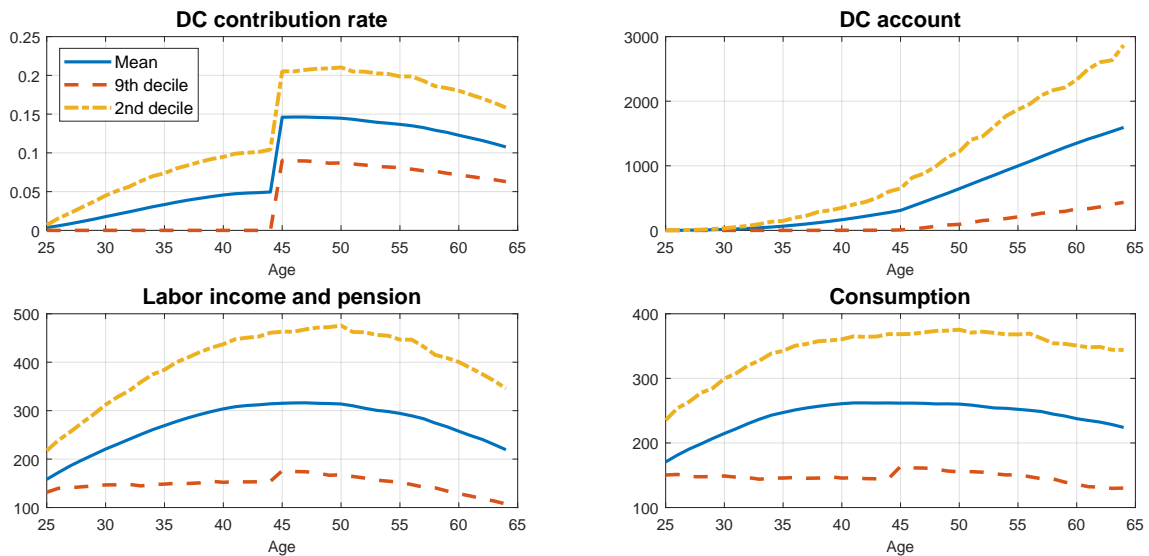 DC contribution rate
0.25
0.2
0.15
0.1
0.05
0
Mean
9th decile
2nd decile
25 30 35 40 45 50 55 60 65
Age
DC account
3000
2000
1000
0
25 30 35 40 45 50 55 60 65
Age
Labor income and pension
500
400
300
200
100
25 30 35 40 45 50 55 60 65
Age
Consumption
400
300
200
100
25 30 35 40 45 50 55 60 65
Age